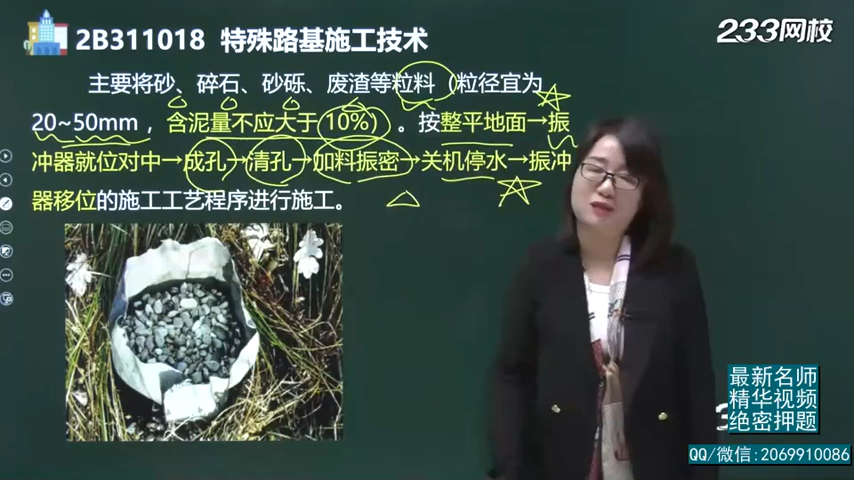 2B311018 特殊路基施工技术
233网校
主要将砂、碎石、砂砾、废渣等粒料（粒径宜为
20~50mm，含泥量不应大于10%）。按整平地面→振
冲器就位对中→成孔→清孔→加料振密→关机停水→振冲
器移位的施工工艺程序进行施工。
最新名师
精华视频
绝密押题
QQ/微信:2069910086